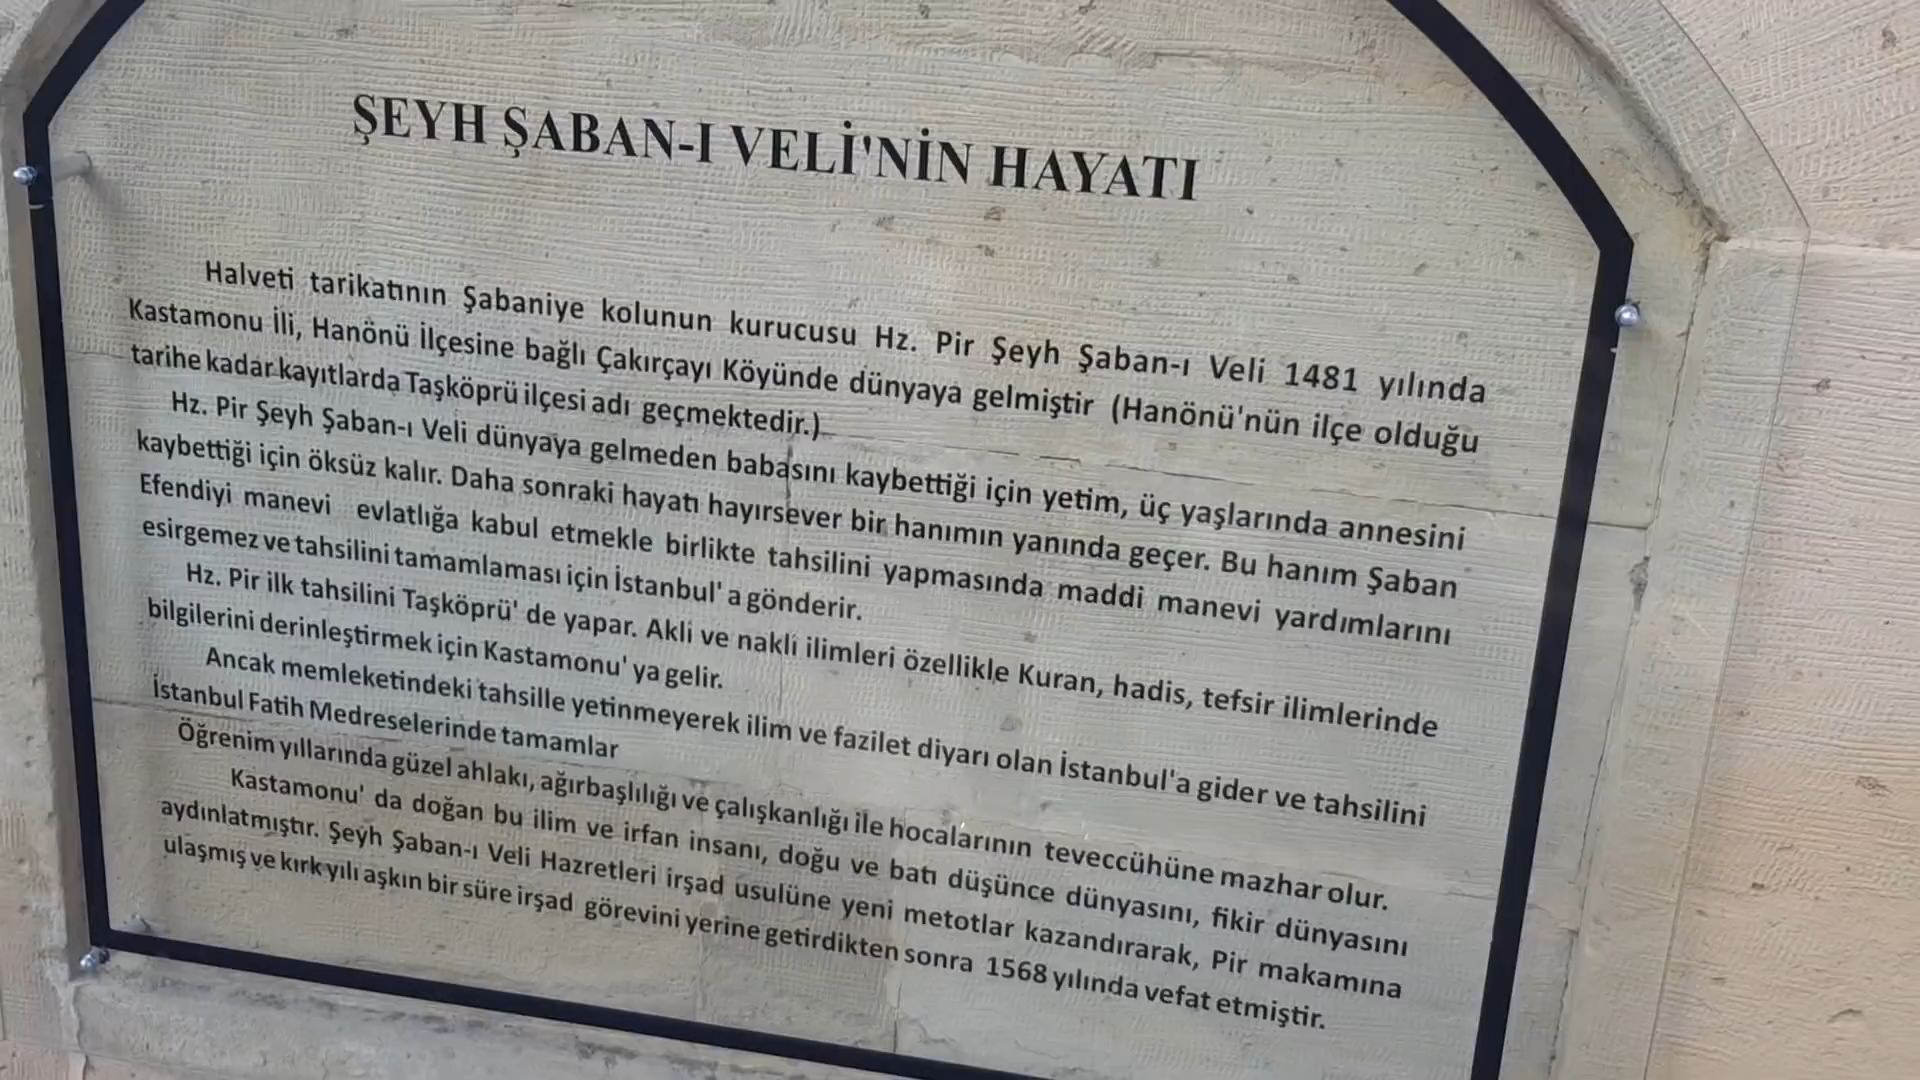 ŞEYH ŞABAN-I VELİ'NİN HAYATI
Halveti tarikatının Şabaniye kolunun kurucusu Hz. Pir Şeyh Şaban-ı Veli 1481 yılında
Kastamonu İli, Hanönü İlçesine bağlı Çakırçayı Köyünde dünyaya gelmiştir (Hanönü'nün ilçe olduğu
tarihe kadar kayıtlarda Taşköprü ilçesi adı geçmektedir.)
Hz. Pir Şeyh Şaban-ı Veli dünyaya gelmeden babasını kaybettiği için yetim, üç yaşlarında annesini
kaybettiği için öksüz kalır. Daha sonraki hayatı hayırsever bir hanımın yanında geçer. Bu hanım Şaban
Efendiyi manevi evlatlığa kabul etmekle birlikte tahsilini yapmasında maddi manevi yardımlarını
esirgemez ve tahsilini tamamlaması için İstanbul' a gönderir.
Hz. Pir ilk tahsilini Taşköprü' de yapar. Akli ve nakli ilimleri özellikle Kuran, hadis, tefsir ilimlerinde
bilgilerini derinleştirmek için Kastamonu' ya gelir.
Ancak memleketindeki tahsille yetinmeyerek ilim ve fazilet diyarı olan İstanbul'a gider ve tahsilini
İstanbul Fatih Medreselerinde tamamlar
Öğrenim yıllarında güzel ahlakı, ağırbaşlılığı ve çalışkanlığı ile hocalarının teveccühüne mazhar olur.
Kastamonu' da doğan bu ilim ve irfan insanı, doğu ve batı düşünce dünyasını, fikir dünyasını
aydınlatmıştır. Şeyh Şaban-ı Veli Hazretleri irşad usulüne yeni metotlar kazandırarak, Pir makamına
ulaşmış ve kırk yılı aşkın bir süre irşad görevini yerine getirdikten sonra 1568 yılında vefat etmiştir.